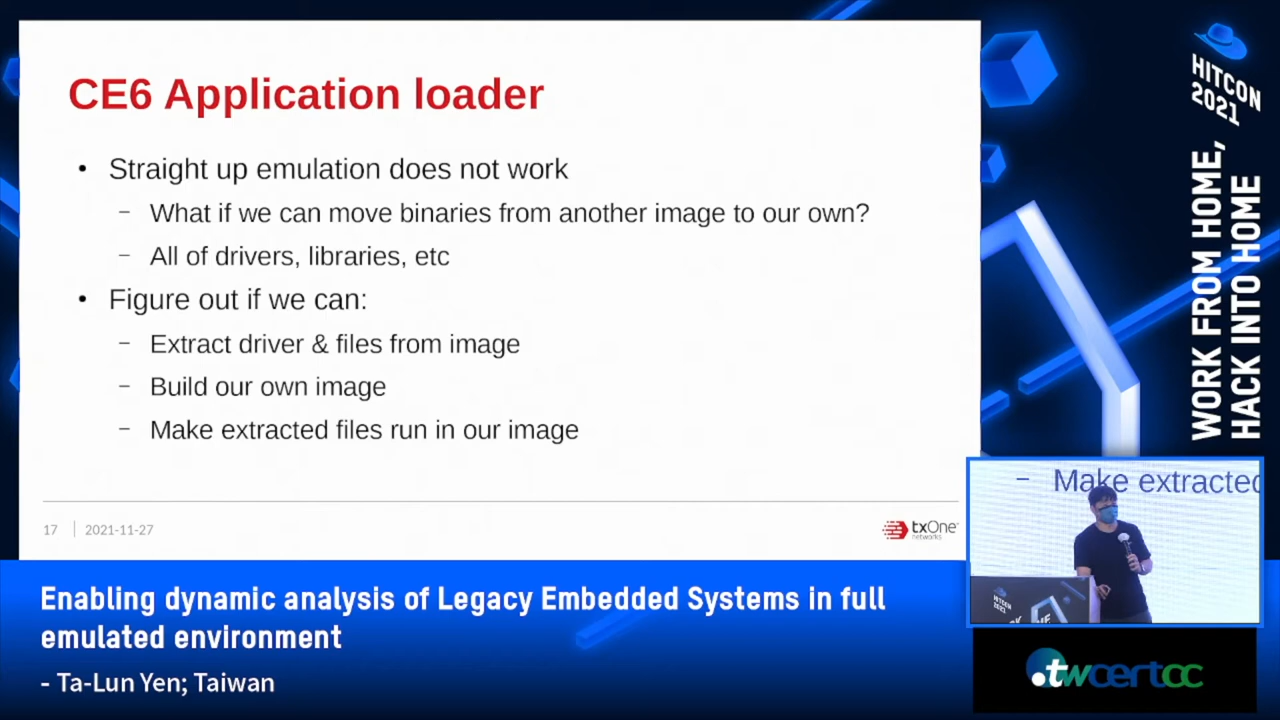 CE6 Application loader
• Straight up emulation does not work
– What if we can move binaries from another image to our own?
– All of drivers, libraries, etc
• Figure out if we can:
– Extract driver & files from image
– Build our own image
– Make extracted files run in our image
17 | 2021-11-27
txOne
networks
HITCON
2021
WORK FROM HOME,
HACK INTO HOME
– Make extracted
HITCON
2021
Enabling dynamic analysis of Legacy Embedded Systems in full
emulated environment
- Ta-Lun Yen; Taiwan
.twcertcc